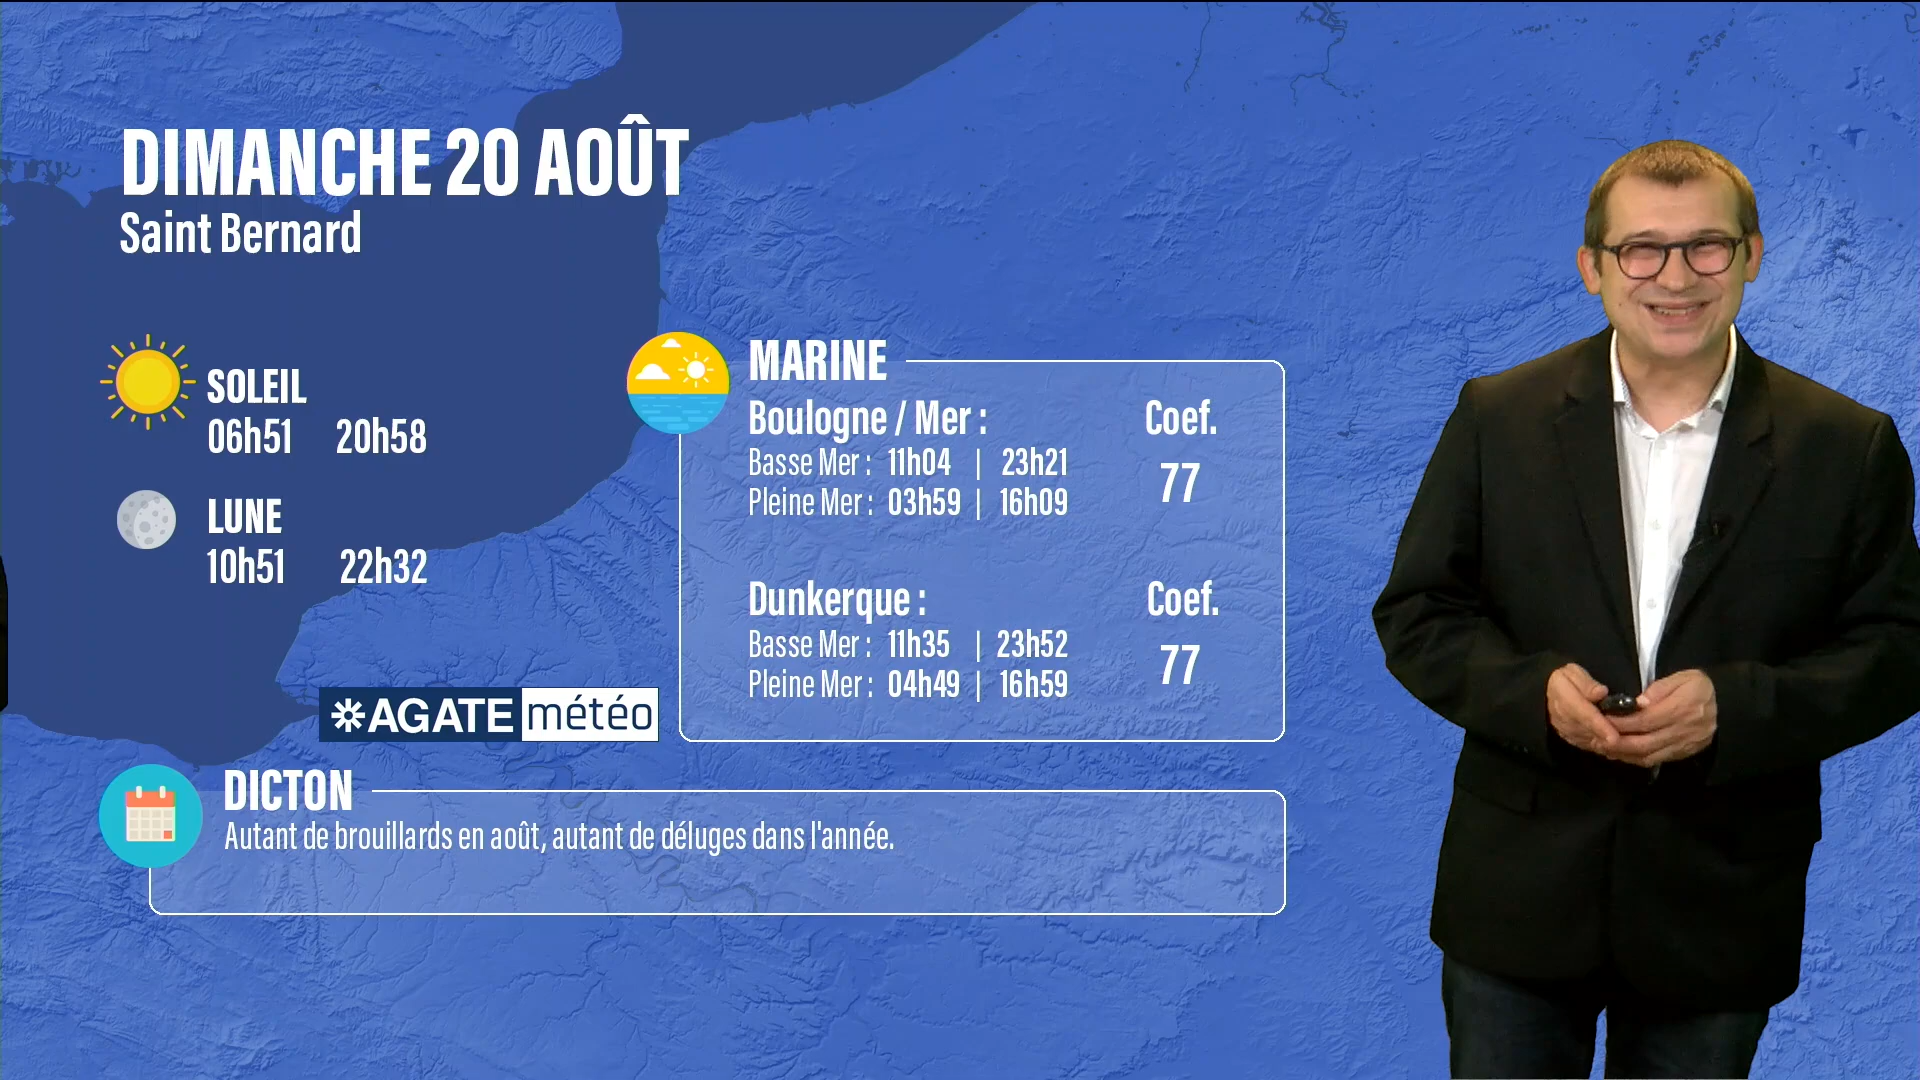 DIMANCHE 20 AOÛT
Saint Bernard
SOLEIL
06h51 20h58
LUNE
10h51 22h32
MARINE
Boulogne / Mer : Coef.
Basse Mer : 11h04 | 23h21
77
Pleine Mer : 03h59 | 16h09
Dunkerque : Coef.
Basse Mer : 11h35 | 23h52
77
Pleine Mer : 04h49 | 16h59
AGATE météo
DICTON
Autant de brouillards en août, autant de déluges dans l'année.